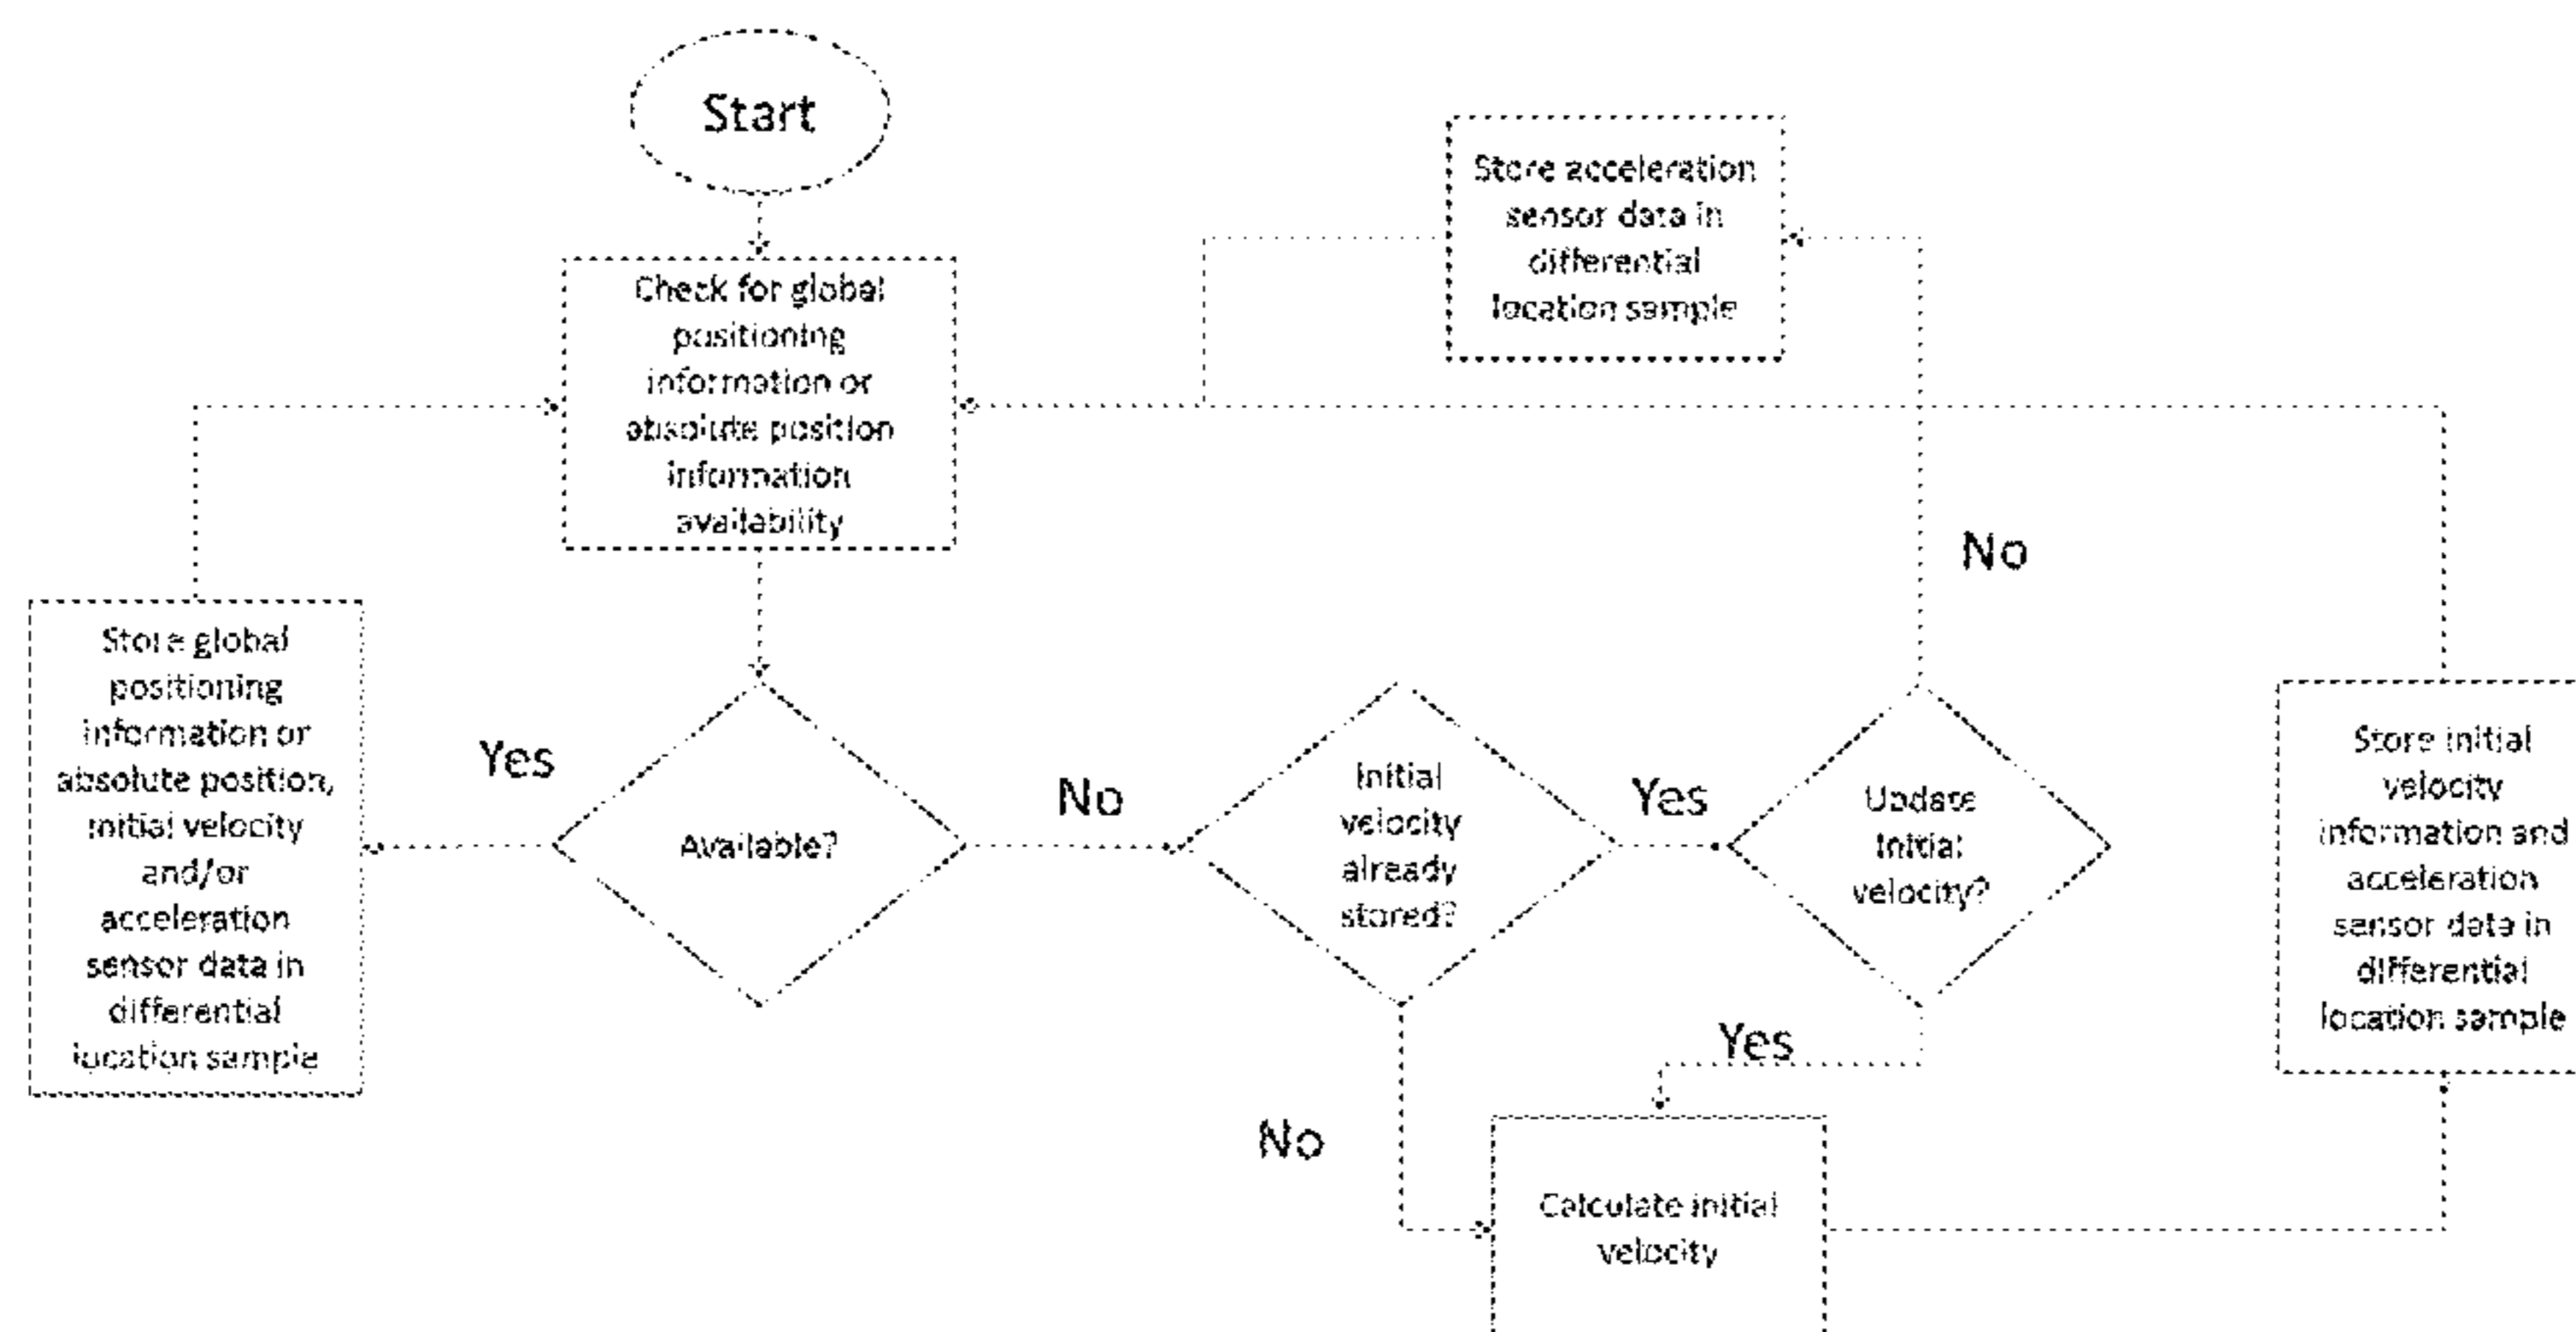 Start
Check for global
positioning
information or
absolute position
information
availability
Store acceleration
sensor data in
differential
location sample
No
Store global
positioning
information or
absolute position,
initial velocity
and/or
acceleration
sensor data in
differential
location sample
Yes
Available?
No
Initial
velocity
already
stored?
Yes
Update
initial
velocity?
Store initial
velocity
information and
acceleration
sensor data in
differential
location sample
Yes
No
Calculate initial
velocity